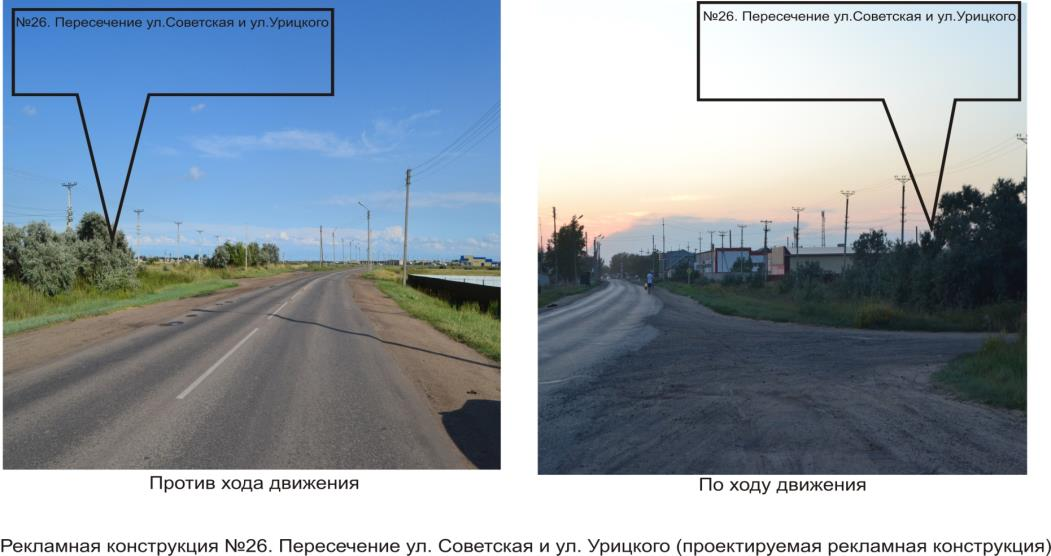 №26. Пересечение ул.Советская и ул.Урицкого
№26. Пересечение ул.Советская и ул.Урицкого.
Против хода движения
По ходу движения
Рекламная конструкция №26. Пересечение ул. Советская и ул. Урицкого (проектируемая рекламная конструкция)